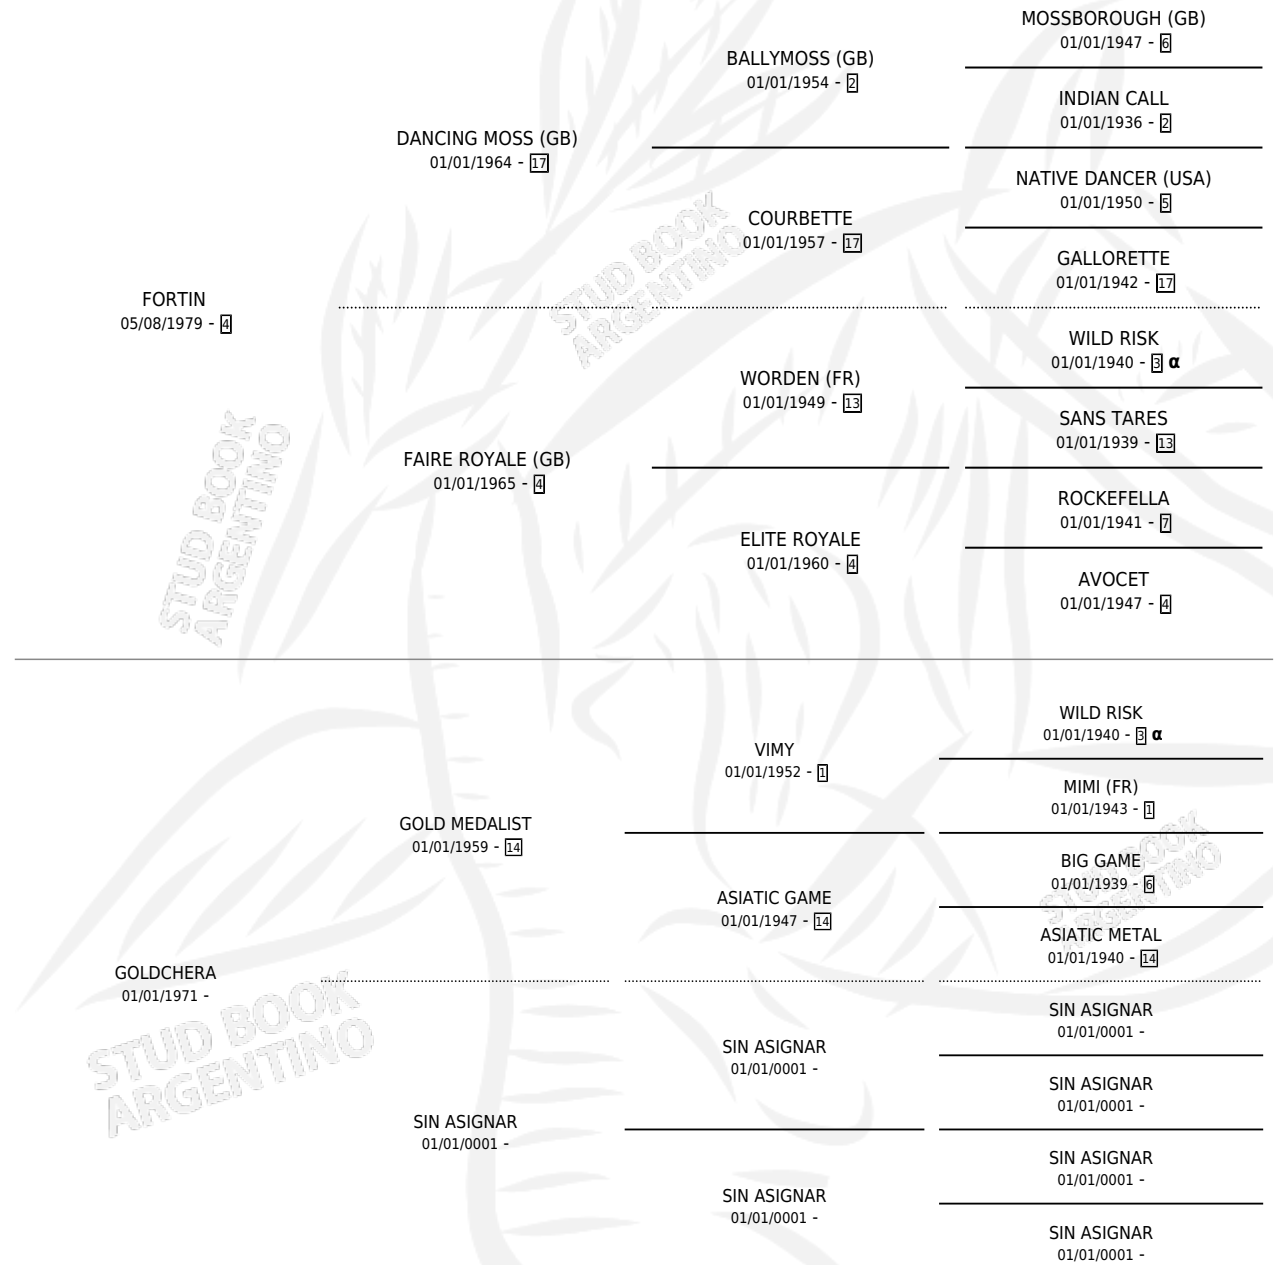 MOSSBOROUGH (GB)
01/01/1947 - 6
BALLYMOSS (GB)
01/01/1954 - 2
INDIAN CALL
01/01/1936 - 2
DANCING MOSS (GB)
01/01/1964 - 17
NATIVE DANCER (USA)
01/01/1950 - 5
COURBETTE
01/01/1957 - 17
GALLORETTE
01/01/1942 - 17
FORTIN
05/08/1979 - 4
WILD RISK
01/01/1940 - 3 α
WORDEN (FR)
01/01/1949 - 13
SANS TARES
01/01/1939 - 13
FAIRE ROYALE (GB)
01/01/1965 - 4
ROCKEFELLA
01/01/1941 - 7
ELITE ROYALE
01/01/1960 - 4
AVOCET
01/01/1947 - 4
WILD RISK
01/01/1940 - 3 α
VIMY
01/01/1952 - 1
MIMI (FR)
01/01/1943 - 1
GOLD MEDALIST
01/01/1959 - 14
BIG GAME
01/01/1939 - 6
ASIATIC GAME
01/01/1947 - 14
ASIATIC METAL
01/01/1940 - 14
GOLDCHERA
01/01/1971 -
SIN ASIGNAR
01/01/0001 -
SIN ASIGNAR
01/01/0001 -
SIN ASIGNAR
01/01/0001 -
SIN ASIGNAR
01/01/0001 -
SIN ASIGNAR
01/01/0001 -
SIN ASIGNAR
01/01/0001 -
SIN ASIGNAR
01/01/0001 -
STUD BOOK
ARGENTINO
STUD BOOK
ARGENTINO
STUD BOOK
ARGENTINO
STUD BOOK
ARGENTINO